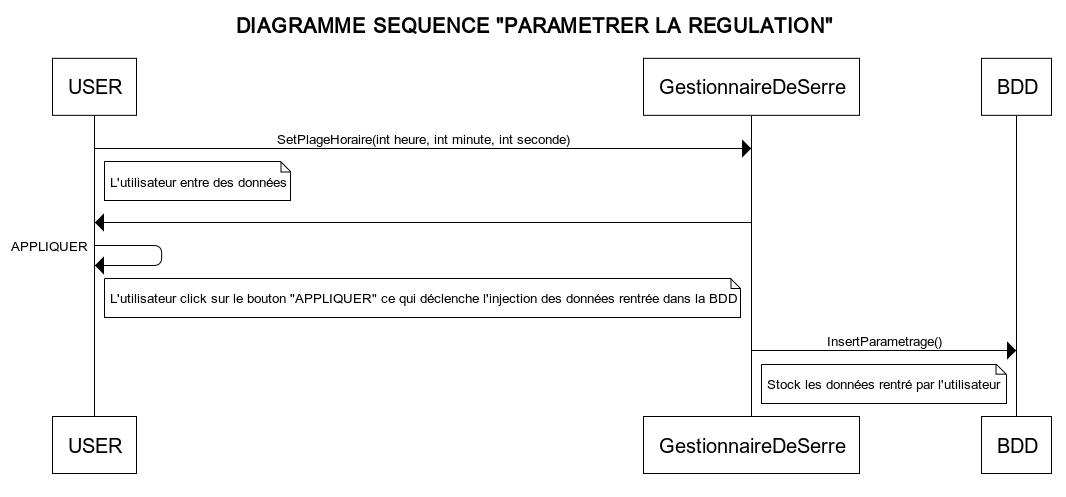 DIAGRAMME SEQUENCE "PARAMETRER LA REGULATION"
USER
GestionnaireDeSerre
BDD
SetPlageHoraire(int heure, int minute, int seconde)
L'utilisateur entre des données
APPLIQUER
L'utilisateur click sur le bouton "APPLIQUER" ce qui déclenche l'injection des données rentrée dans la BDD
InsertParametrage()
Stock les données rentré par l'utilisateur
USER
GestionnaireDeSerre
BDD